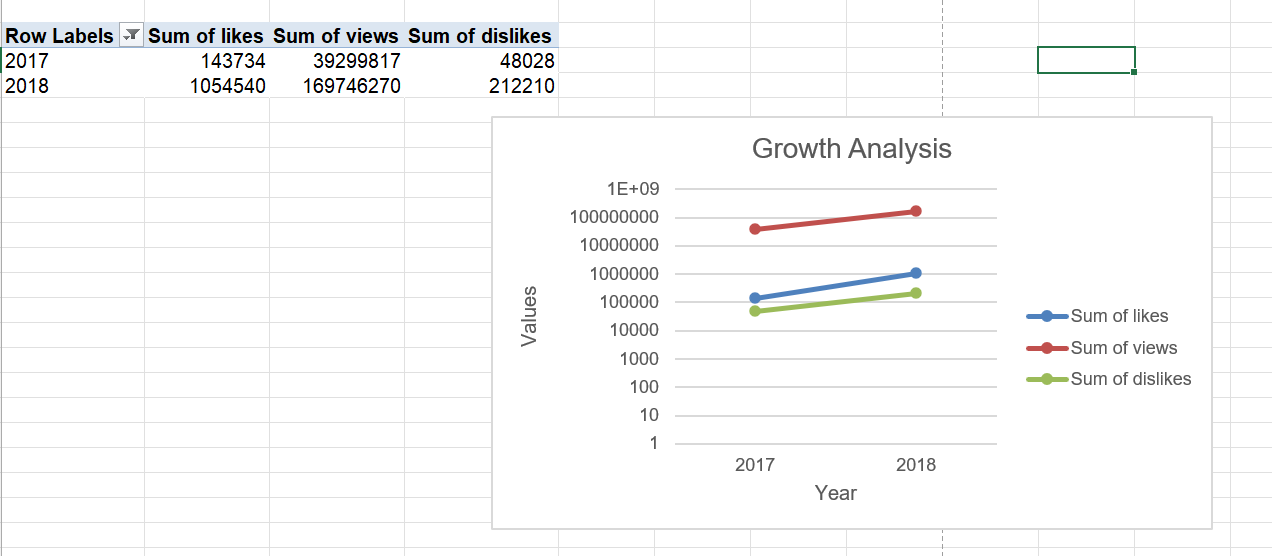 Row Labels Sum of likes Sum of views Sum of dislikes
2017 143734 39299817 48028
2018 1054540 169746270 212210
Growth Analysis
1E+09
100000000
10000000
1000000
100000
10000
1000
100
10
1
Values
2017 2018
Year
Sum of likes
Sum of views
Sum of dislikes